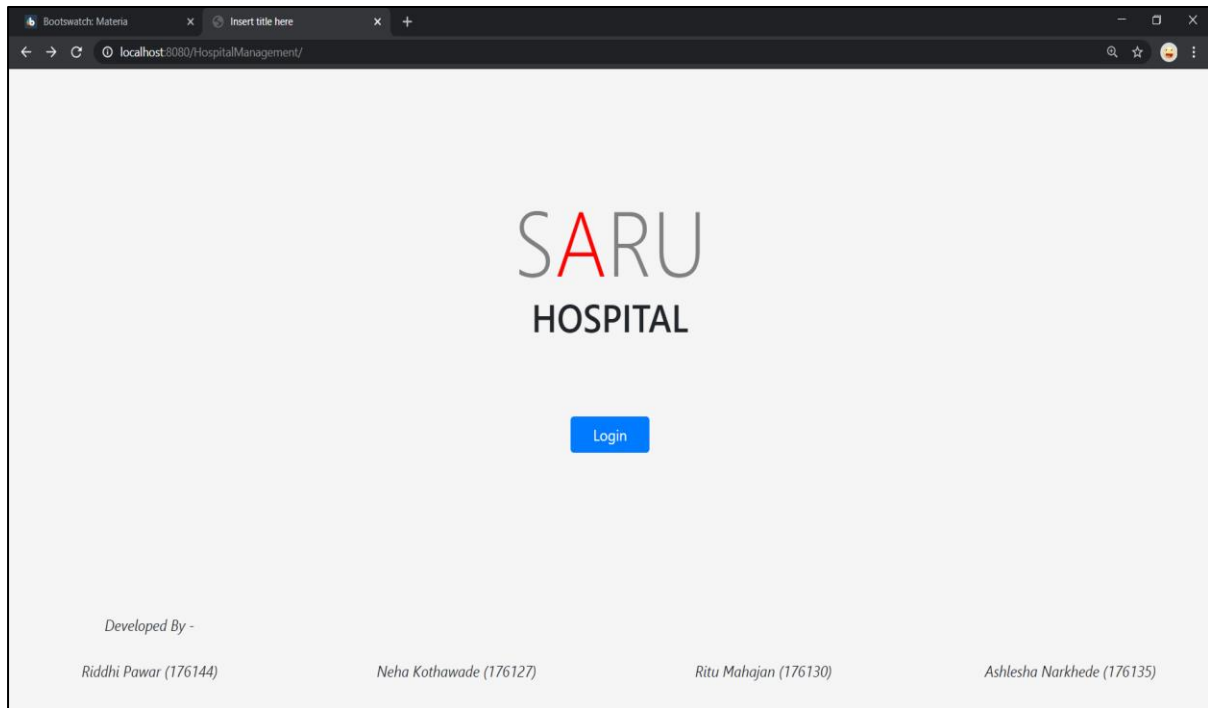 Bootswatch: Materia
Insert title here
localhost:8080/HospitalManagement/
SARU
HOSPITAL
Login
Developed By -
Riddhi Pawar (176144) Neha Kothawade (176127) Ritu Mahajan (176130) Ashlesha Narkhede (176135)